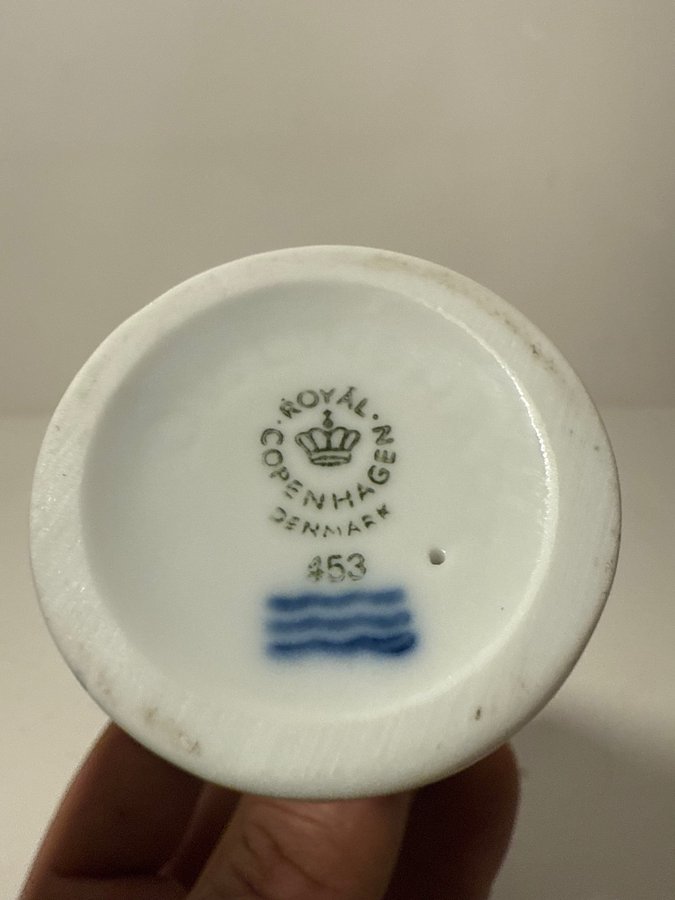 ROYAL
COPENHAGEN
DENMARK
453